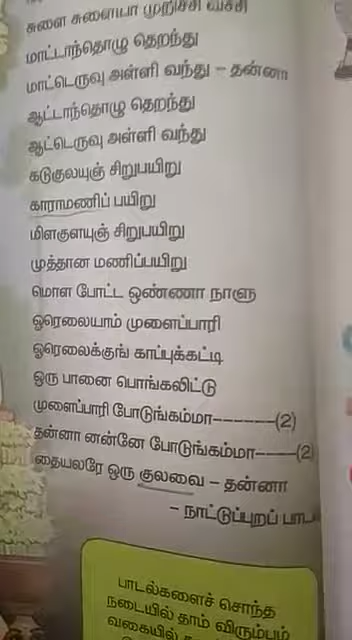 சுளை சுளையா முறிச்சி வச்சி
மாட்டாந்தொழு தெறந்து
மாட்டெருவு அள்ளி வந்து - தன்னா
ஆட்டாந்தொழு தெறந்து
ஆட்டெருவு அள்ளி வந்து
கடுகுலயுஞ் சிறுபயிறு
காராமணிப் பயிறு
மிளகுளயுஞ் சிறுபயிறு
முத்தான மணிப்பயிறு
மொள போட்ட ஒண்ணா நாளு
ஓரெலையாம் முளைப்பாரி
ஓரெலைக்குங் காப்புக்கட்டி
ஒரு பானை பொங்கலிட்டு
முளைப்பாரி போடுங்கம்மா------(2)
தன்னா னன்னே போடுங்கம்மா----(2)
தையலரே ஒரு குலவை - தன்னா
- நாட்டுப்புறப்
பாடல்களைச் சொந்த
நடையில் தாம் விரும்பும்
வகையில்